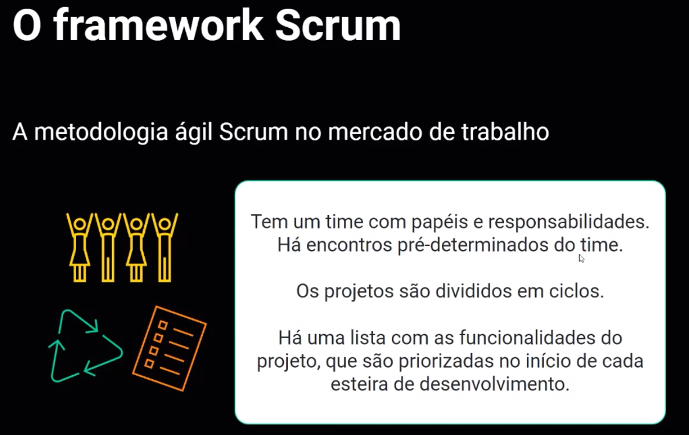 O framework Scrum
A metodologia ágil Scrum no mercado de trabalho
Tem um time com papéis e responsabilidades.
Há encontros pré-determinados do time.
Os projetos são divididos em ciclos.
Há uma lista com as funcionalidades do
projeto, que são priorizadas no início de cada
esteira de desenvolvimento.